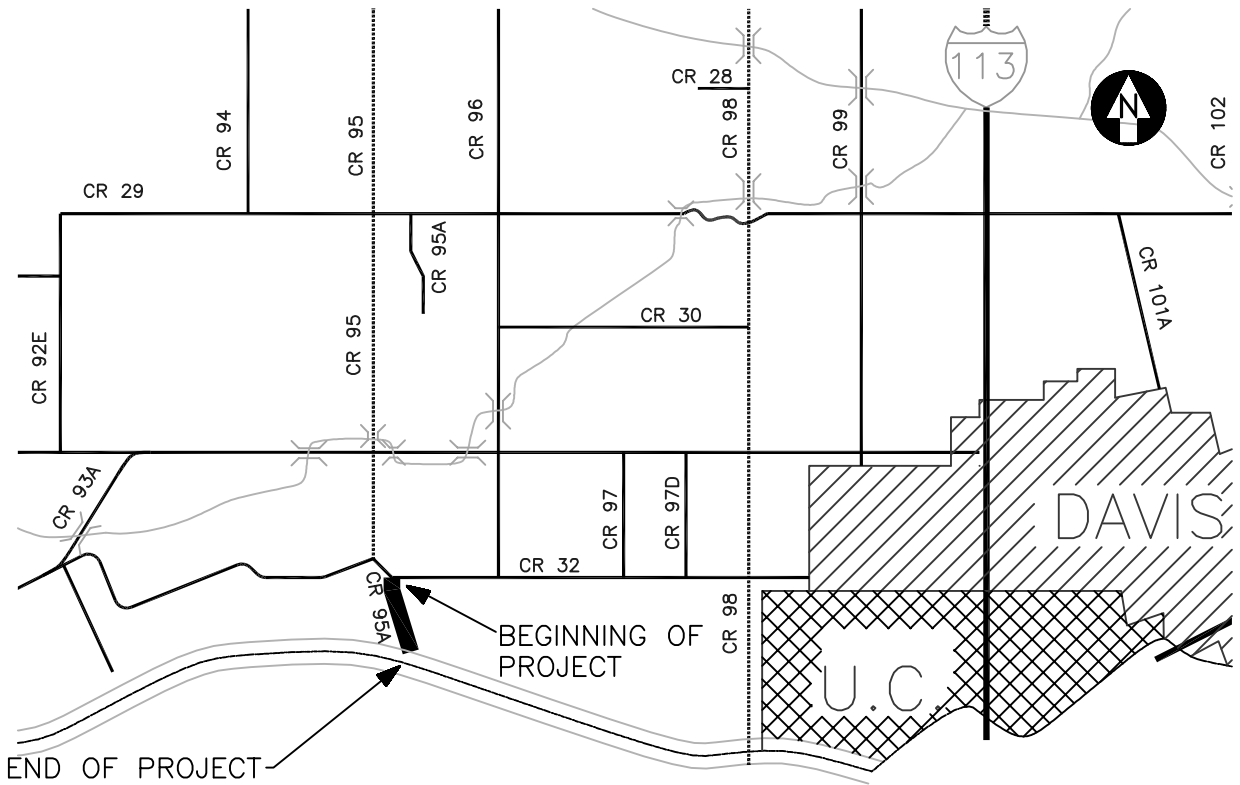 113
CR 28
N
CR 94
CR 95
CR 96
CR 98
CR 99
CR 102
CR 29
CR 95A
CR 101A
CR 92E
CR 95
CR 30
CR 93A
CR 97
CR 97D
DAVIS
CR 32
CR 95A
CR 98
BEGINNING OF
PROJECT
U.C.
END OF PROJECT